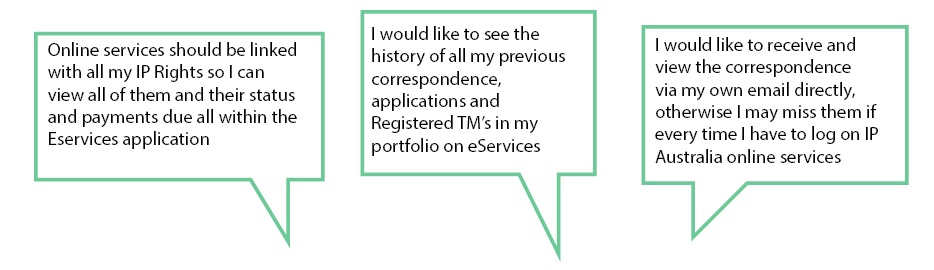 Online services should be linked
with all my IP Rights so I can
view all of them and their status
and payments due all within the
Eservices application
I would like to see the
history of all my previous
correspondence,
applications and
Registered TM's in my
portfolio on eServices
I would like to receive and
view the correspondence
via my own email directly,
otherwise I may miss them if
every time I have to log on IP
Australia online services